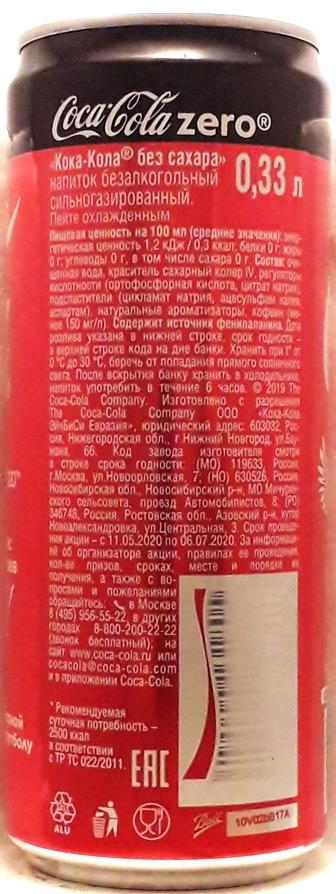 Coca-Cola zero®
«Кока-Кола® без сахара»
напиток безалкогольный
сильногазированный.
Пейте охлажденным
0,33 л
Пищевая ценность на 100 мл (средние значения): энер-
гетическая ценность 1,2 кДж / 0,3 ккал; белки 0 г; жиры
0 г; углеводы 0 г, в том числе сахара 0 г. Состав: очи-
щенная вода, краситель сахарный колер IV, регуляторы
кислотности (ортофосфорная кислота, цитрат натрия),
подсластители (цикламат натрия, ацесульфам калия,
аспартам), натуральные ароматизаторы, кофеин (ме-
нее 150 мг/л). Содержит источник фенилаланина. Дата
розлива указана в нижней строке, срок годности –
в верхней строке кода на дне банки. Хранить при t° от
0 °C до 30 °C, беречь от попадания прямого солнечного
света. После вскрытия банку хранить в холодильнике,
напиток употребить в течение 6 часов. © 2019 The
Coca-Cola Company. Изготовлено с разрешения
The Coca-Cola Company ООО «Кока-Кола
ЭйчБиСи Евразия», юридический адрес: 603032, Рос-
сия, Нижегородская обл., г.Нижний Новгород, ул.Бау-
мана, 66. Код завода изготовителя смотри
в строке срока годности: (МО) 119633, Россия,
г.Москва, ул.Новоорловская, 7; (НО) 630526, Россия,
Новосибирская обл., Новосибирский р-н, МО Мичурин-
ского сельсовета, проезд Автомобилистов, 8; (РО)
346748, Россия, Ростовская обл., Азовский р-н, хутор
Новоалександровка, ул.Центральная, 3. Срок проведе-
ния акции – с 11.05.2020 по 06.07.2020. За информаци-
ей об организаторе акции, правилах ее проведения,
кол-ве призов, сроках, месте и порядке их
получения, а также с во-
просами и пожеланиями
обращайтесь: в Москве
8 (495) 956-55-22, в других
городах 8-800-200-22-22
(звонок бесплатный), на
сайт www.coca-cola.ru или
cocacola@coca-cola.com
и в приложении Coca-Cola.
* Рекомендуемая
суточная потребность –
2500 ккал
в соответствии
с ТР ТС 022/2011.
EAC
ALU
Ball
10V02bB17A